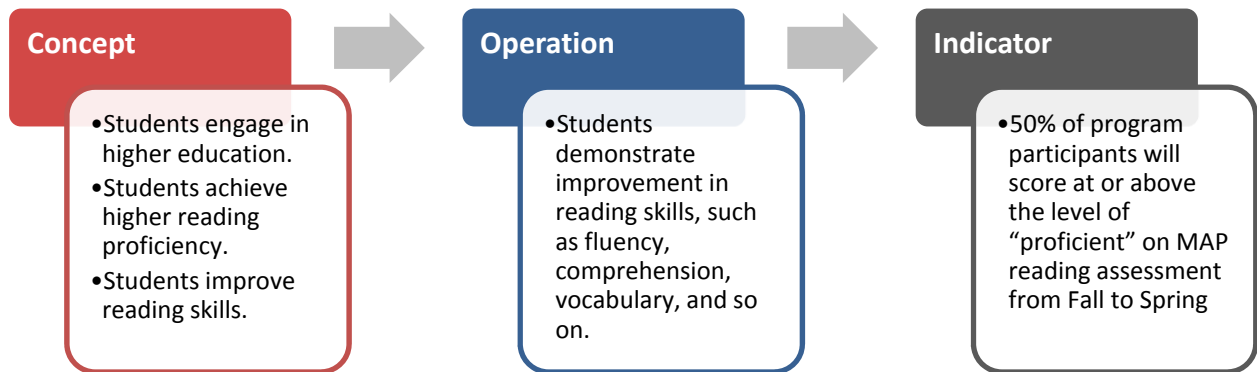 Concept
•Students engage in
higher education.
•Students achieve
higher reading
proficiency.
•Students improve
reading skills.
Operation
•Students
demonstrate
improvement in
reading skills, such
as fluency,
comprehension,
vocabulary, and so
on.
Indicator
•50% of program
participants will
score at or above
the level of
“proficient” on MAP
reading assessment
from Fall to Spring